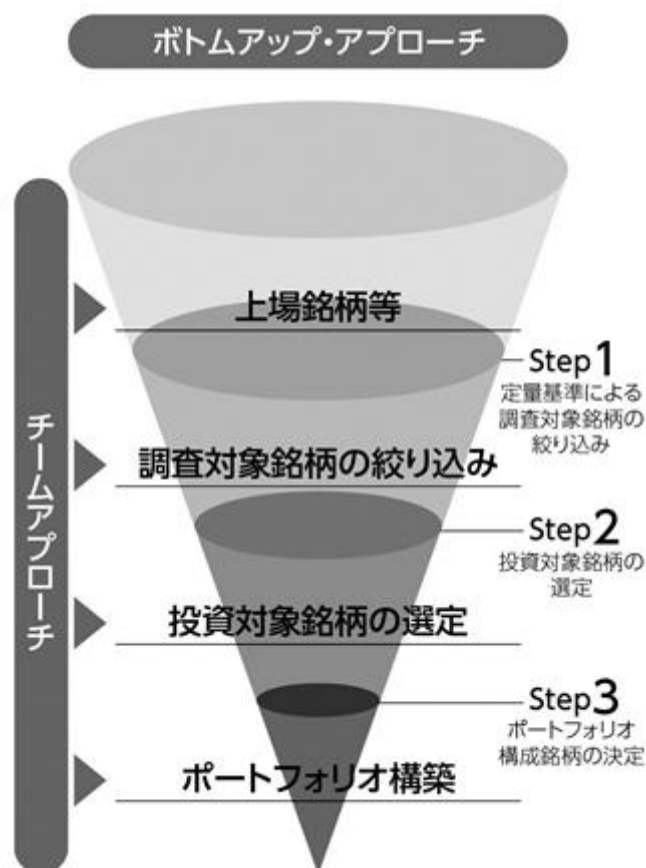 ボトムアップ・アプローチ
チームアプローチ
上場銘柄等
Step1
定量基準による
調査対象銘柄の
絞り込み
調査対象銘柄の絞り込み
Step2
投資対象銘柄の
選定
投資対象銘柄の選定
Step3
ポートフォリオ
構成銘柄の決定
ポートフォリオ構築